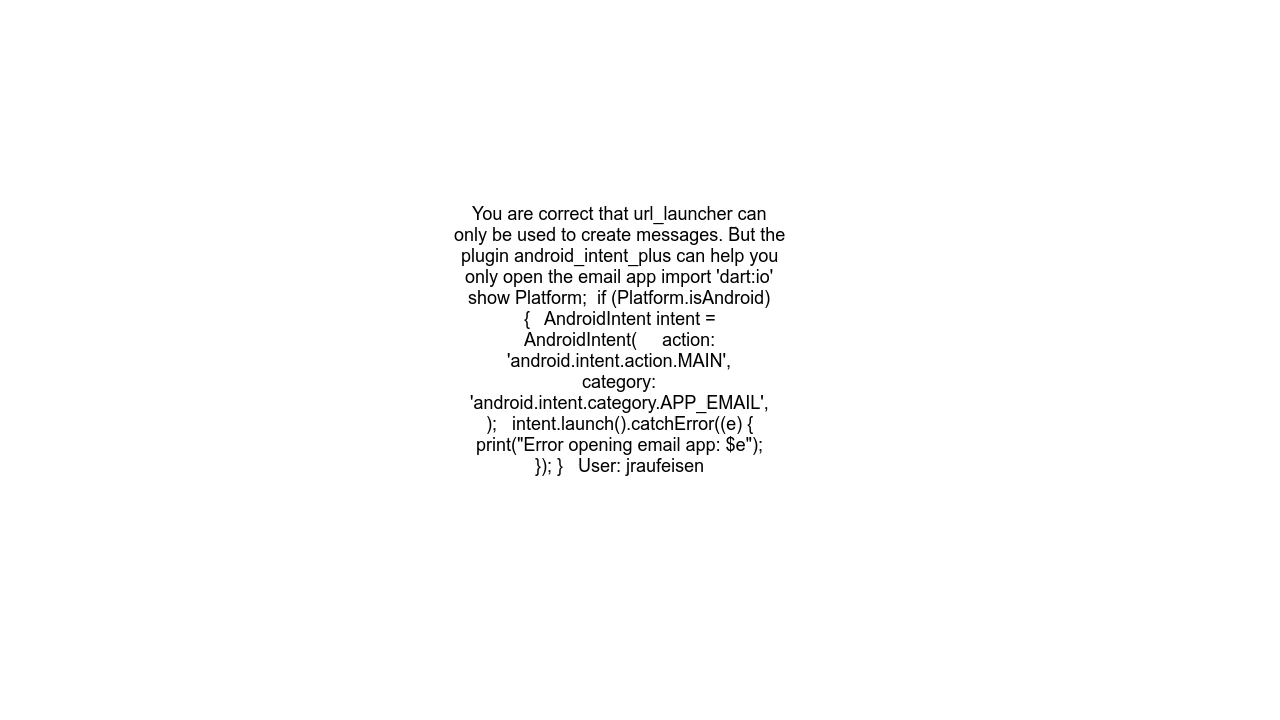 You are correct that url_launcher can
only be used to create messages. But the
plugin android_intent_plus can help you
only open the email app import 'dart:io'
show Platform;  if (Platform.isAndroid)
{   AndroidIntent intent =
AndroidIntent(     action:
'android.intent.action.MAIN',
category:
'android.intent.category.APP_EMAIL',
);   intent.launch().catchError((e) {
print("Error opening email app: $e");
}); }   User: jraufeisen